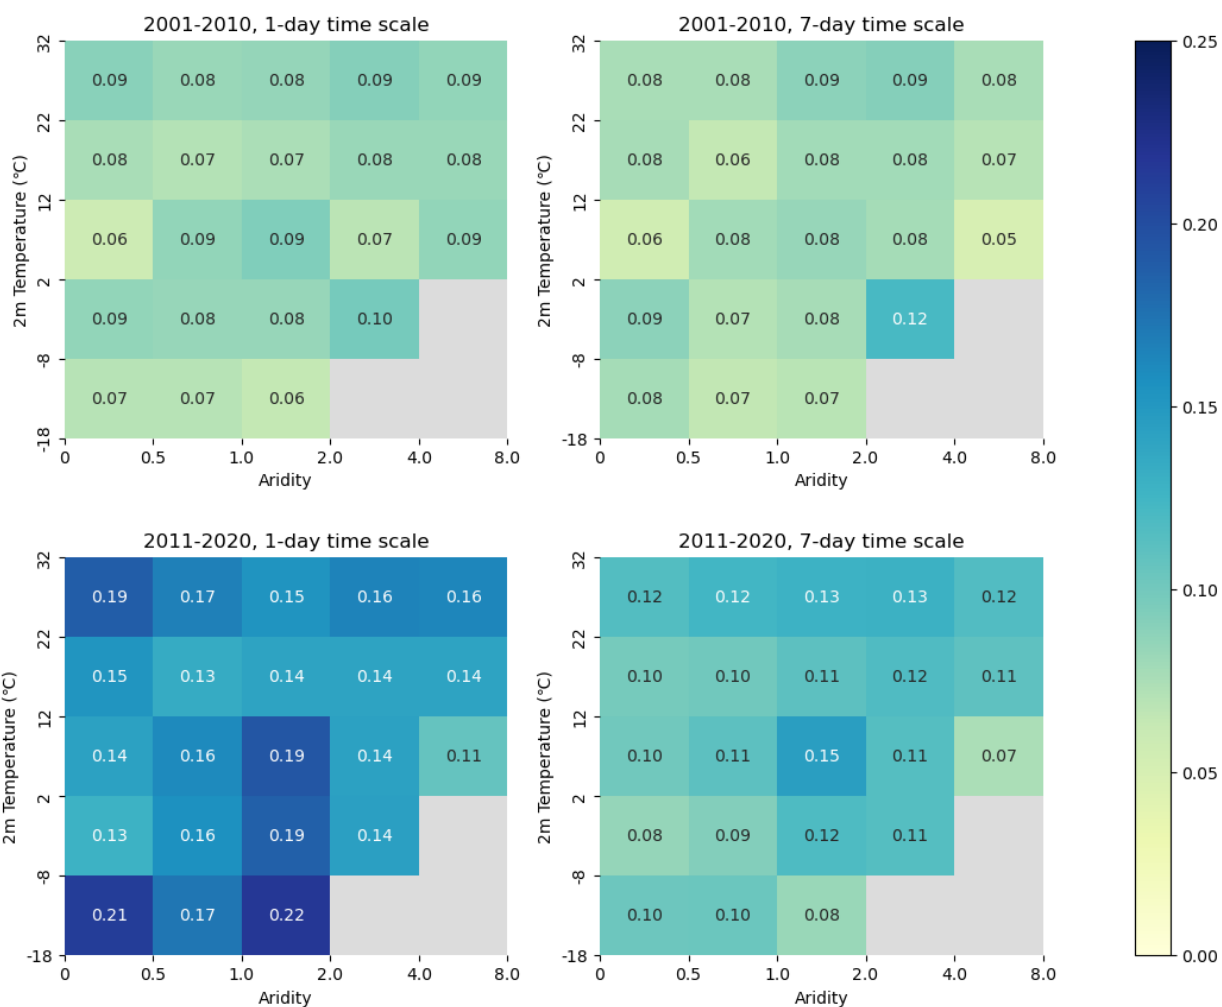 2001-2010, 1-day time scale
2001-2010, 7-day time scale
32
22
12
2
-8
-18
2m Temperature (℃)
0.09 0.08 0.08 0.09 0.09
0.08 0.07 0.07 0.08 0.08
0.06 0.09 0.09 0.07 0.09
0.09 0.08 0.08 0.10
0.07 0.07 0.06
0 0.5 1.0 2.0 4.0 8.0
Aridity
32
22
12
2
-8
-18
2m Temperature (℃)
0.08 0.08 0.09 0.09 0.08
0.08 0.06 0.08 0.08 0.07
0.06 0.08 0.08 0.08 0.05
0.09 0.07 0.08 0.12
0.08 0.07 0.07
0 0.5 1.0 2.0 4.0 8.0
Aridity
2011-2020, 1-day time scale
2011-2020, 7-day time scale
32
22
12
2
-8
-18
2m Temperature (℃)
0.19 0.17 0.15 0.16 0.16
0.15 0.13 0.14 0.14 0.14
0.14 0.16 0.19 0.14 0.11
0.13 0.16 0.19 0.14
0.21 0.17 0.22
0 0.5 1.0 2.0 4.0 8.0
Aridity
32
22
12
2
-8
-18
2m Temperature (℃)
0.12 0.12 0.13 0.13 0.12
0.10 0.10 0.11 0.12 0.11
0.10 0.11 0.15 0.11 0.07
0.08 0.09 0.12 0.11
0.10 0.10 0.08
0 0.5 1.0 2.0 4.0 8.0
Aridity
0.25
0.20
0.15
0.10
0.05
0.00